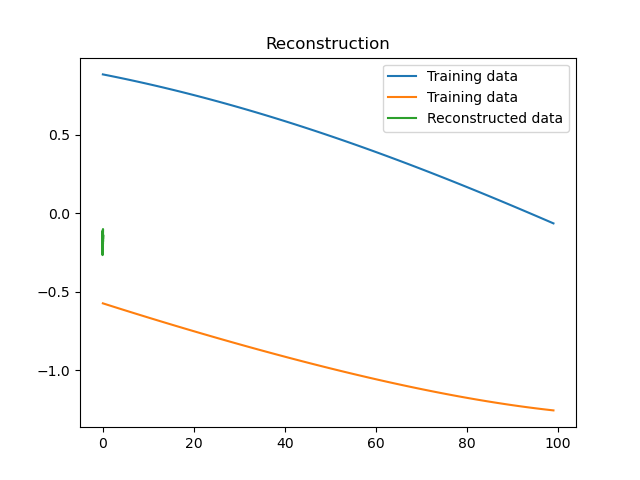 Reconstruction
Training data
Training data
Reconstructed data
0.5
0.0
−0.5
−1.0
0 20 40 60 80 100